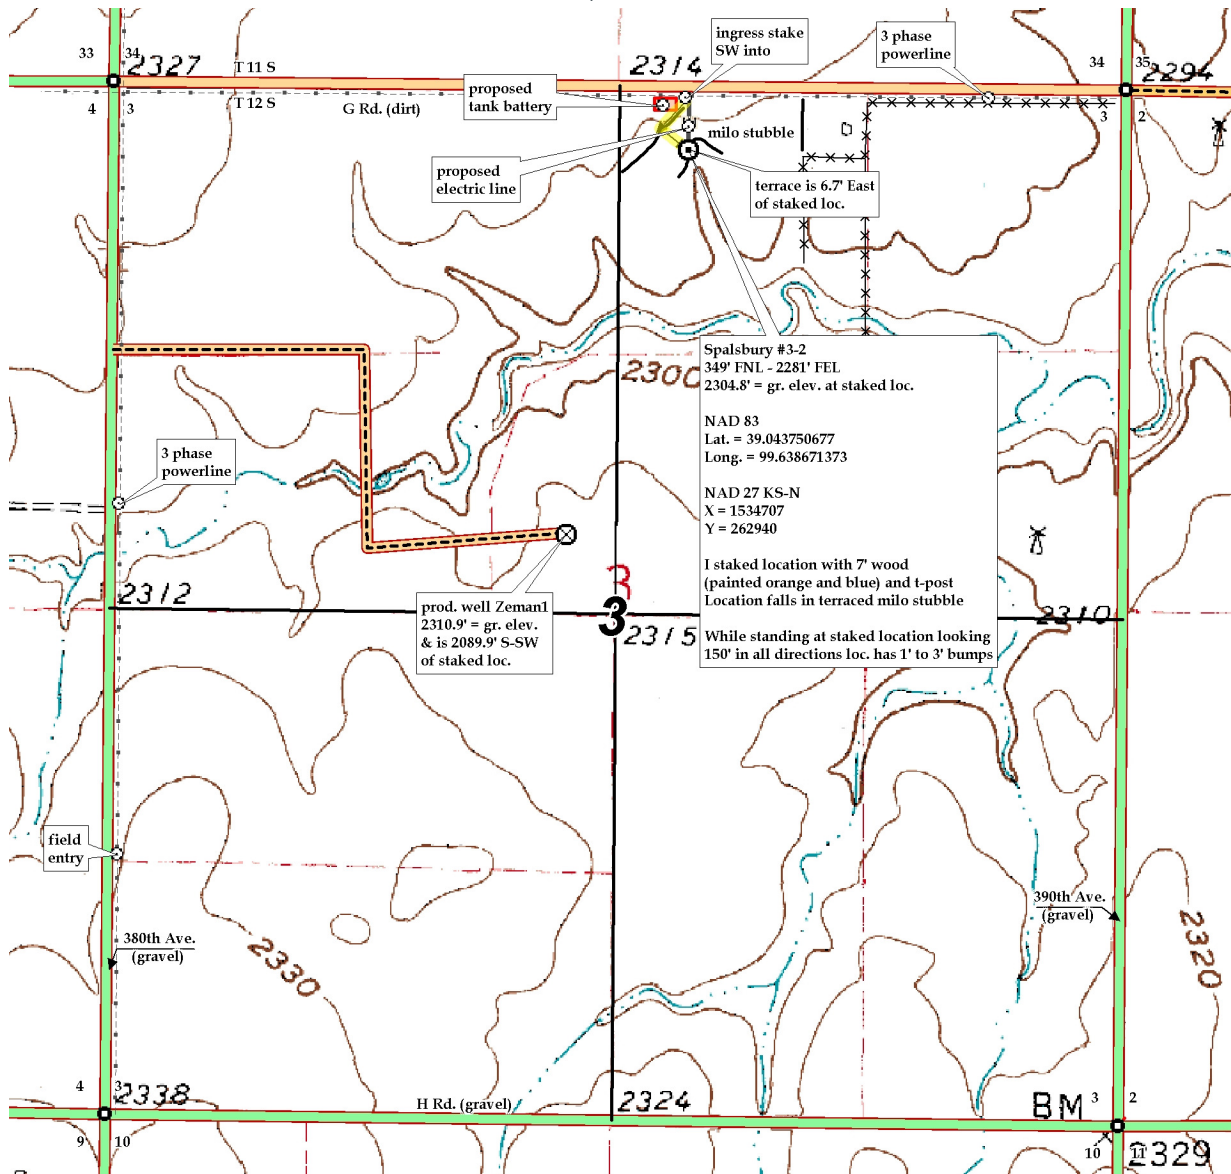 ingress stake
SW into
3 phase
powerline
33
34
2327
T 11 S
2314
34
35
2294
4
3
T 12 S
G Rd. (dirt)
proposed
tank battery
milo stubble
3
2
proposed
electric line
terrace is 6.7' East
of staked loc.
Spalsbury #3-2
349' FNL - 2281' FEL
2304.8' = gr. elev. at staked loc.
NAD 83
Lat. = 39.043750677
Long. = 99.638671373
NAD 27 KS-N
X = 1534707
Y = 262940
I staked location with 7' wood
(painted orange and blue) and t-post
Location falls in terraced milo stubble
While standing at staked location looking
150' in all directions loc. has 1' to 3' bumps
2300
3 phase
powerline
2312
prod. well Zeman1
2310.9' = gr. elev.
& is 2089.9' S-SW
of staked loc.
3
3
2315
2310
field
entry
380th Ave.
(gravel)
2330
390th Ave.
(gravel)
2320
4
3
2338
H Rd. (gravel)
2324
BM
3
2
9
10
10
11
2329